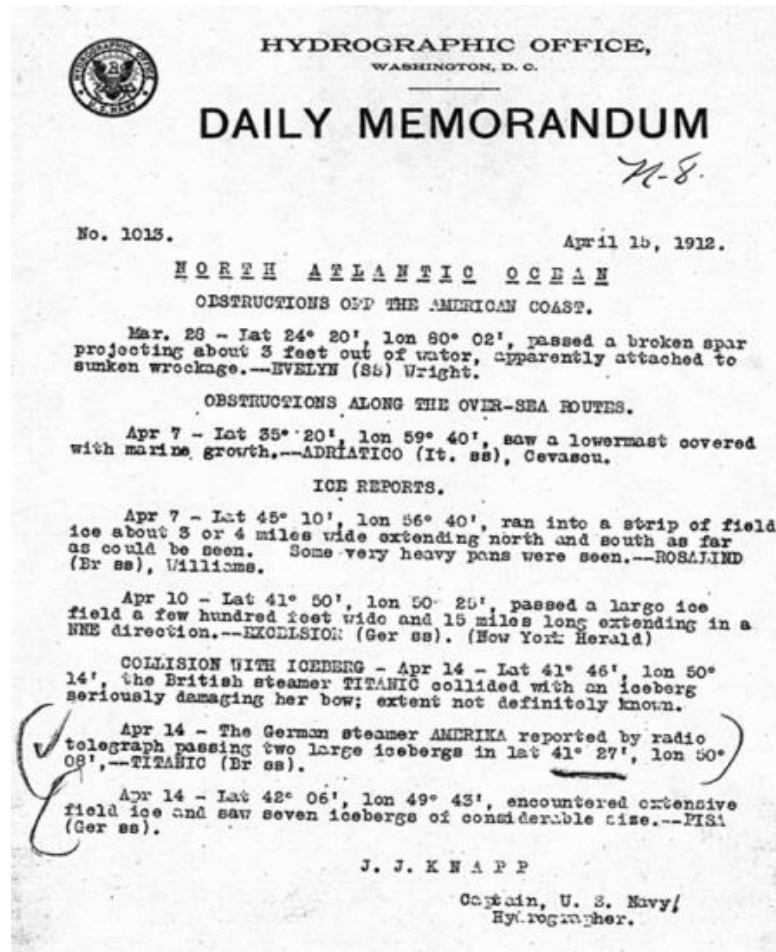 HYDROGRAPHIC OFFICE
U.S. NAVY
HYDROGRAPHIC OFFICE,
WASHINGTON, D. C.
DAILY MEMORANDUM
N-8.
No. 1013.
April 15, 1912.
NORTH ATLANTIC OCEAN
OBSTRUCTIONS OFF THE AMERICAN COAST.
Mar. 28 - Lat 24° 20', lon 80° 02', passed a broken spar
projecting about 3 feet out of water, apparently attached to
sunken wreckage.--EVELYN (SS) Wright.
OBSTRUCTIONS ALONG THE OVER-SEA ROUTES.
Apr 7 - Lat 35° 20', lon 59° 40', saw a lowermast covered
with marine growth.--ADRIATICO (It. ss), Cevascu.
ICE REPORTS.
Apr 7 - Lat 45° 10', lon 56° 40', ran into a strip of field
ice about 3 or 4 miles wide extending north and south as far
as could be seen. Some very heavy pans were seen.--ROSALIND
(Br ss), Williams.
Apr 10 - Lat 41° 50', lon 50° 25', passed a large ice
field a few hundred feet wide and 15 miles long extending in a
NNE direction.--EXCELSIOR (Ger ss). (New York Herald)
COLLISION WITH ICEBERG - Apr 14 - Lat 41° 46', lon 50°
14', the British steamer TITANIC collided with an iceberg
seriously damaging her bow; extent not definitely known.
Apr 14 - The German steamer AMERIKA reported by radio
telegraph passing two large icebergs in lat 41° 27', lon 50°
08',--TITANIC (Br ss).
Apr 14 - Lat 42° 06', lon 49° 43', encountered extensive
field ice and saw seven icebergs of considerable size.--PISA
(Ger ss).
J. J. KNAPP
Captain, U. S. Navy,
Hydrographer.